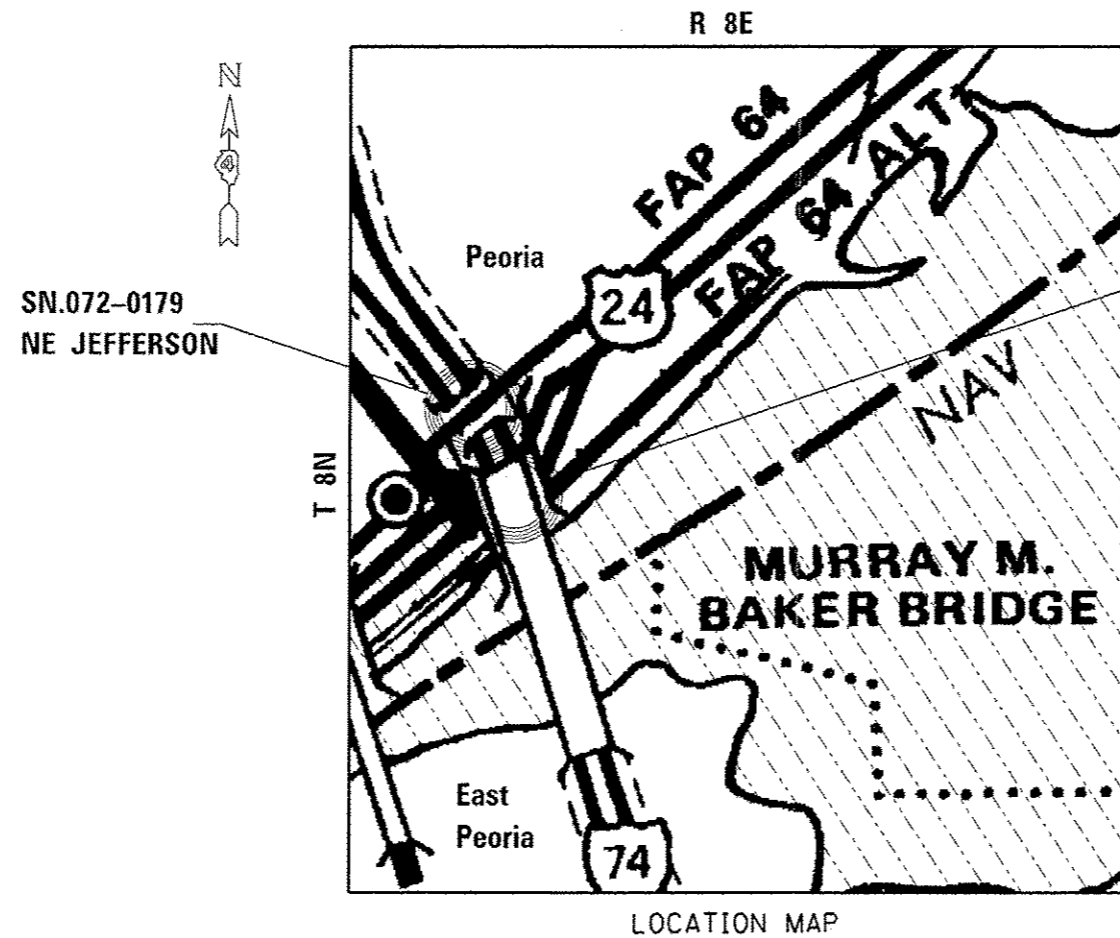 R 8E
N
FAP 64
FAP 64 ALT
Peoria
24
SN.072-0179
NE JEFFERSON
T 8N
NAV
MURRAY M.
BAKER BRIDGE
East
Peoria
74
LOCATION MAP